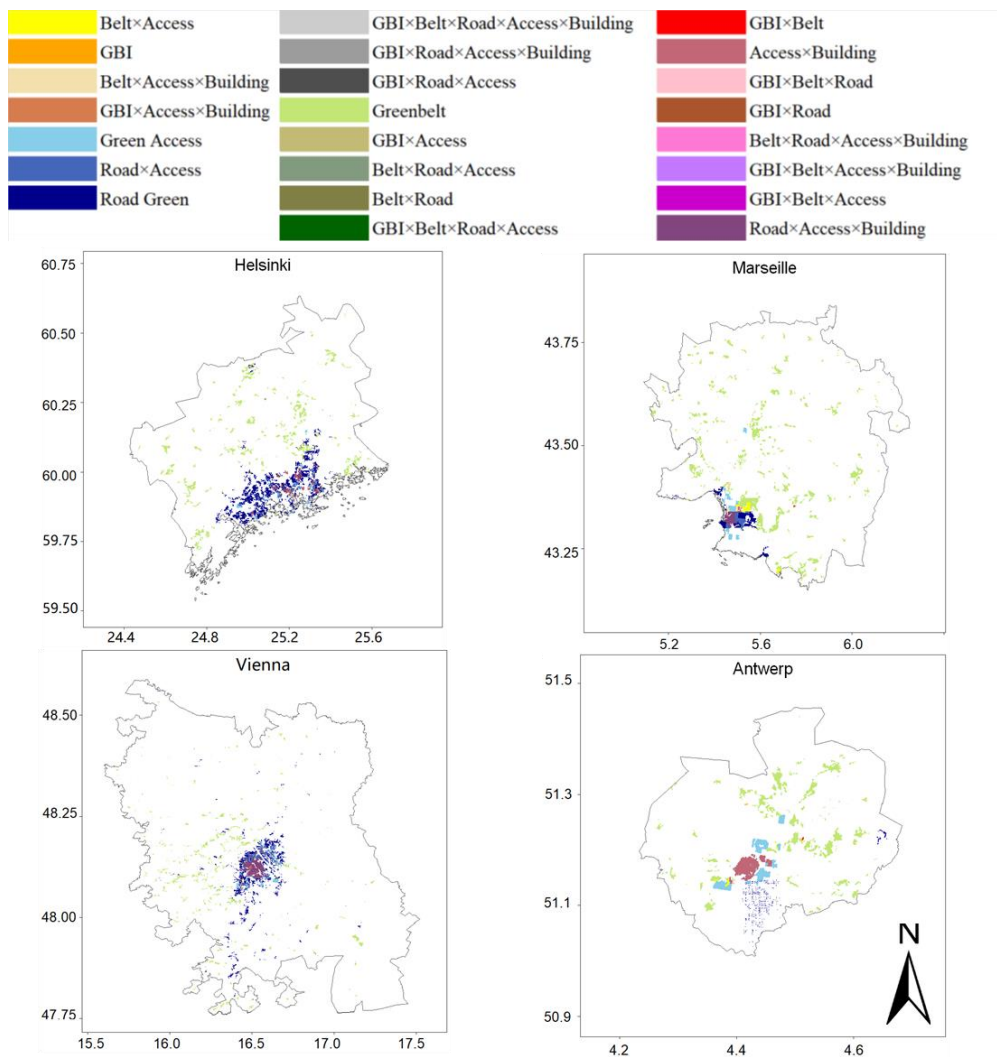 Belt×Access
GBI
Belt×Access×Building
GBI×Access×Building
Green Access
Road×Access
Road Green
GBI×Belt×Road×Access×Building
GBI×Road×Access×Building
GBI×Road×Access
Greenbelt
GBI×Access
Belt×Road×Access
Belt×Road
GBI×Belt×Road×Access
GBI×Belt
Access×Building
GBI×Belt×Road
GBI×Road
Belt×Road×Access×Building
GBI×Belt×Access×Building
GBI×Belt×Access
Road×Access×Building
Helsinki
60.75
60.50
60.25
60.00
59.75
59.50
24.4 24.8 25.2 25.6
Marseille
43.75
43.50
43.25
5.2 5.6 6.0
Vienna
48.50
48.25
48.00
47.75
15.5 16.0 16.5 17.0 17.5
Antwerp
51.5
51.3
51.1
50.9
4.2 4.4 4.6
N